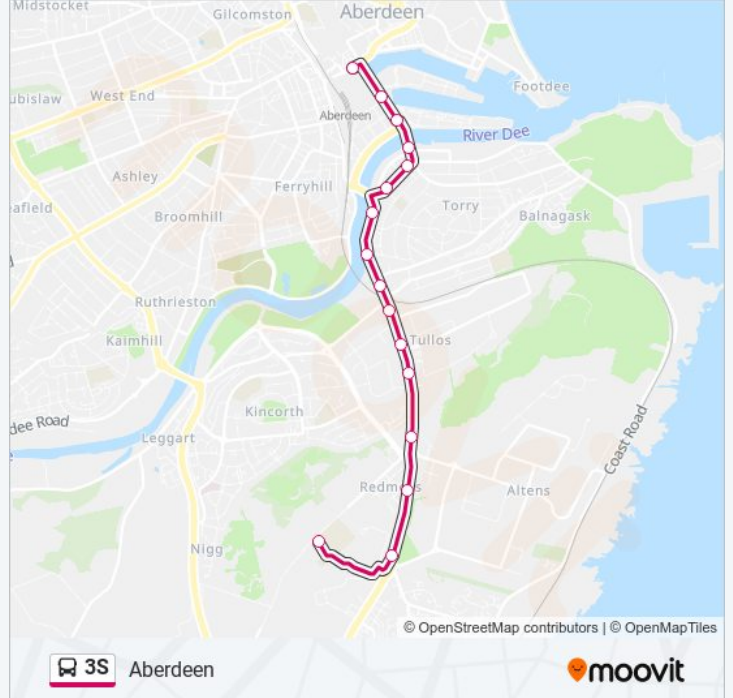 Midstocket
Gilcomston
Aberdeen
ubislaw
West End
Footdee
Aberdeen
River Dee
Ashley
Ferryhill
Torry
eafield
Broomhill
Balnagask
Ruthrieston
Kaimhill
Tullos
Kincorth
dee Road
Leggart
Coast Road
Redm
s
Altens
Nigg
© OpenStreetMap contributors | © OpenMapTiles
3S Aberdeen
moovit